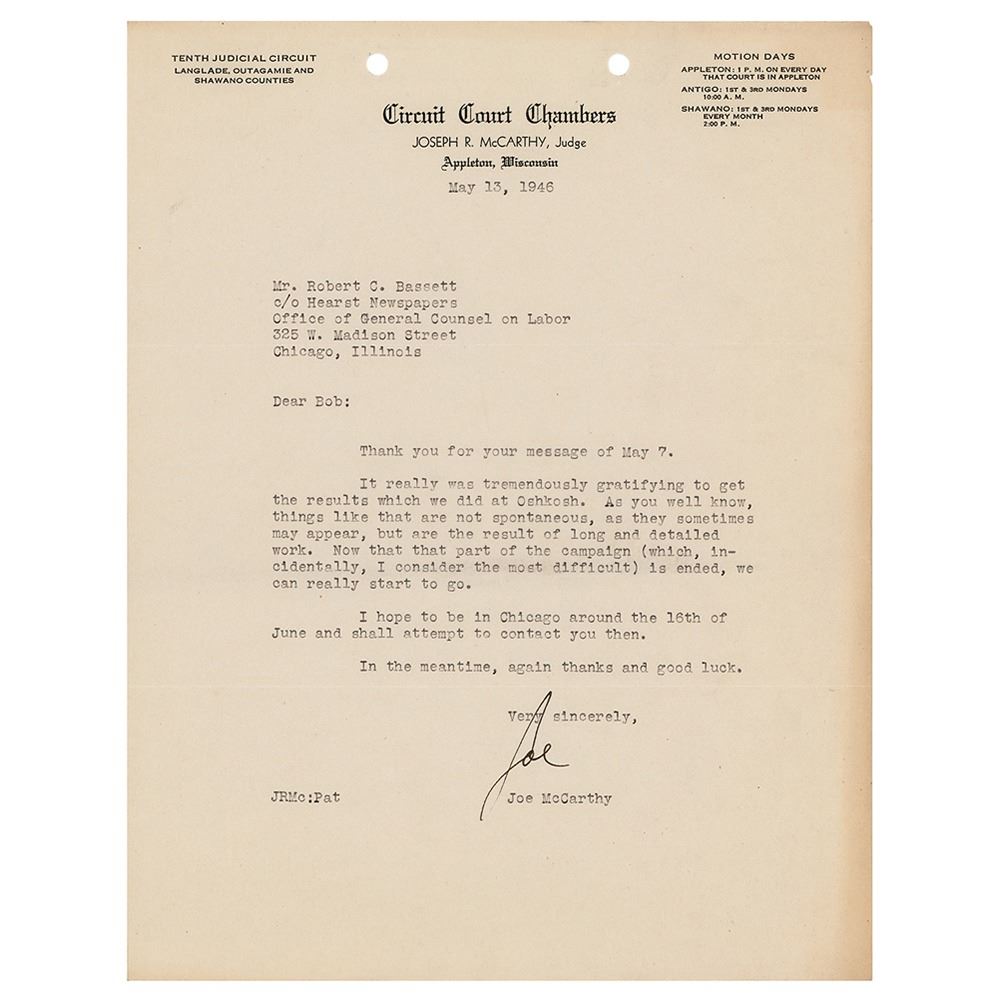 TENTH JUDICIAL CIRCUIT
LANGLADE, OUTAGAMIE AND
SHAWANO COUNTIES
MOTION DAYS
APPLETON: 1 P. M. ON EVERY DAY
THAT COURT IS IN APPLETON
ANTIGO: 1ST & 3RD MONDAYS
10:00 A. M.
SHAWANO: 1ST & 3RD MONDAYS
EVERY MONTH
2:00 P. M.
Circuit Court Chambers
JOSEPH R. McCARTHY, Judge
Appleton, Wisconsin
May 13, 1946
Mr. Robert C. Bassett
c/o Hearst Newspapers
Office of General Counsel on Labor
325 W. Madison Street
Chicago, Illinois
Dear Bob:
Thank you for your message of May 7.
It really was tremendously gratifying to get
the results which we did at Oshkosh. As you well know,
things like that are not spontaneous, as they sometimes
may appear, but are the result of long and detailed
work. Now that that part of the campaign (which, in-
cidentally, I consider the most difficult) is ended, we
can really start to go.
I hope to be in Chicago around the 16th of
June and shall attempt to contact you then.
In the meantime, again thanks and good luck.
Very sincerely,
Joe
JRMc:Pat
Joe McCarthy